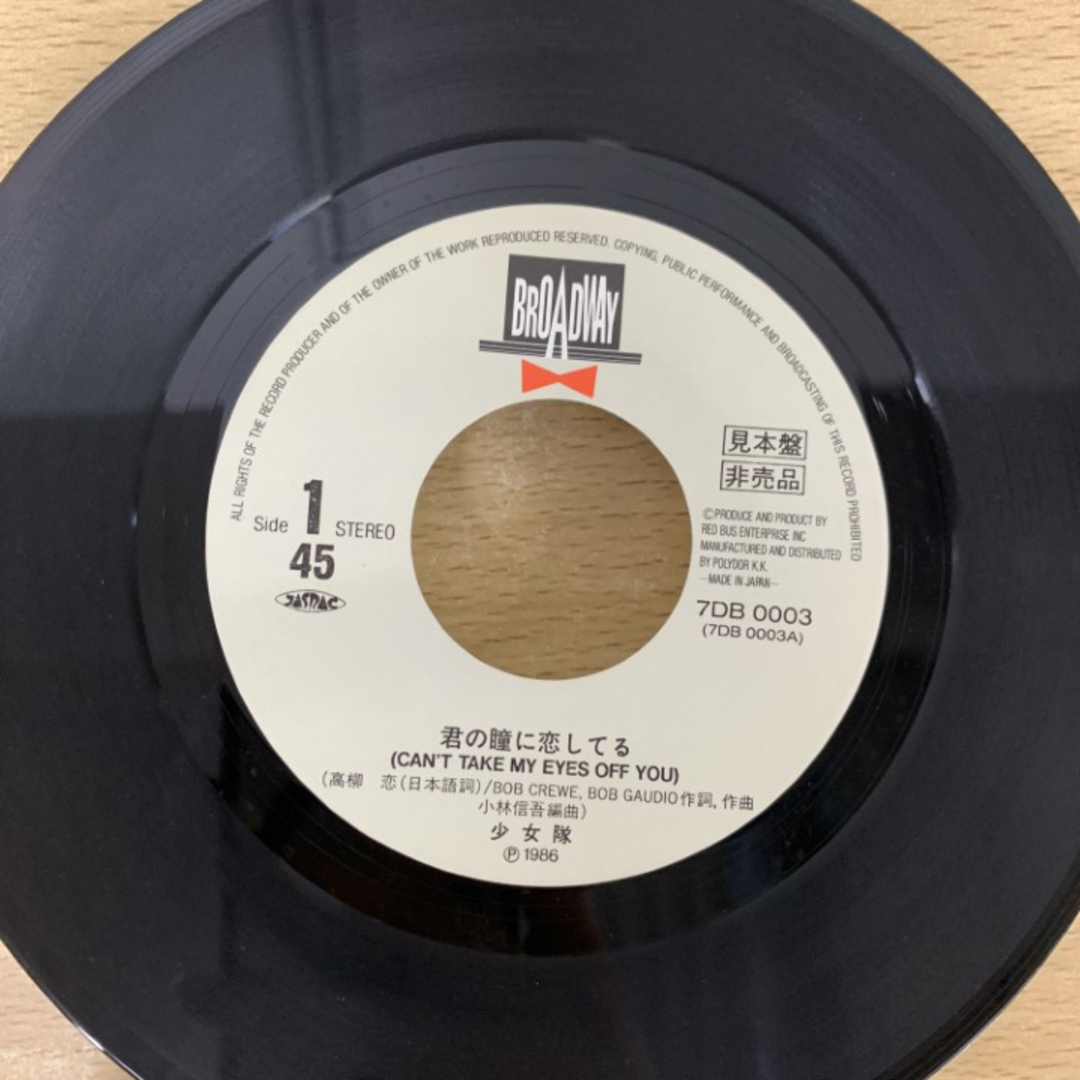 ALL RIGHTS OF THE RECORD PRODUCER AND OF THE OWNER OF THE WORK REPRODUCED RESERVED. COPYING, PUBLIC PERFORMANCE AND BROADCASTING OF THIS RECORD PROHIBITED
BROADWAY
見本盤
非売品
Side 1 STEREO
45
JASRAC
©PRODUCE AND PRODUCT BY
RED BUS ENTERPRISE INC
MANUFACTURED AND DISTRIBUTED
BY POLYDOR K.K.
—MADE IN JAPAN—
7DB 0003
(7DB 0003A)
君の瞳に恋してる
(CAN'T TAKE MY EYES OFF YOU)
(高柳 恋(日本語詞)/BOB CREWE, BOB GAUDIO作詞, 作曲
小林信吾編曲)
少女隊
℗ 1986